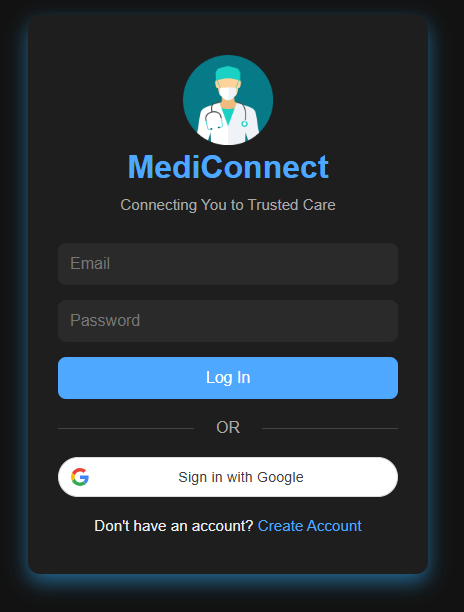 MediConnect
Connecting You to Trusted Care
Email
Password
Log In
OR
Sign in with Google
Don't have an account? Create Account